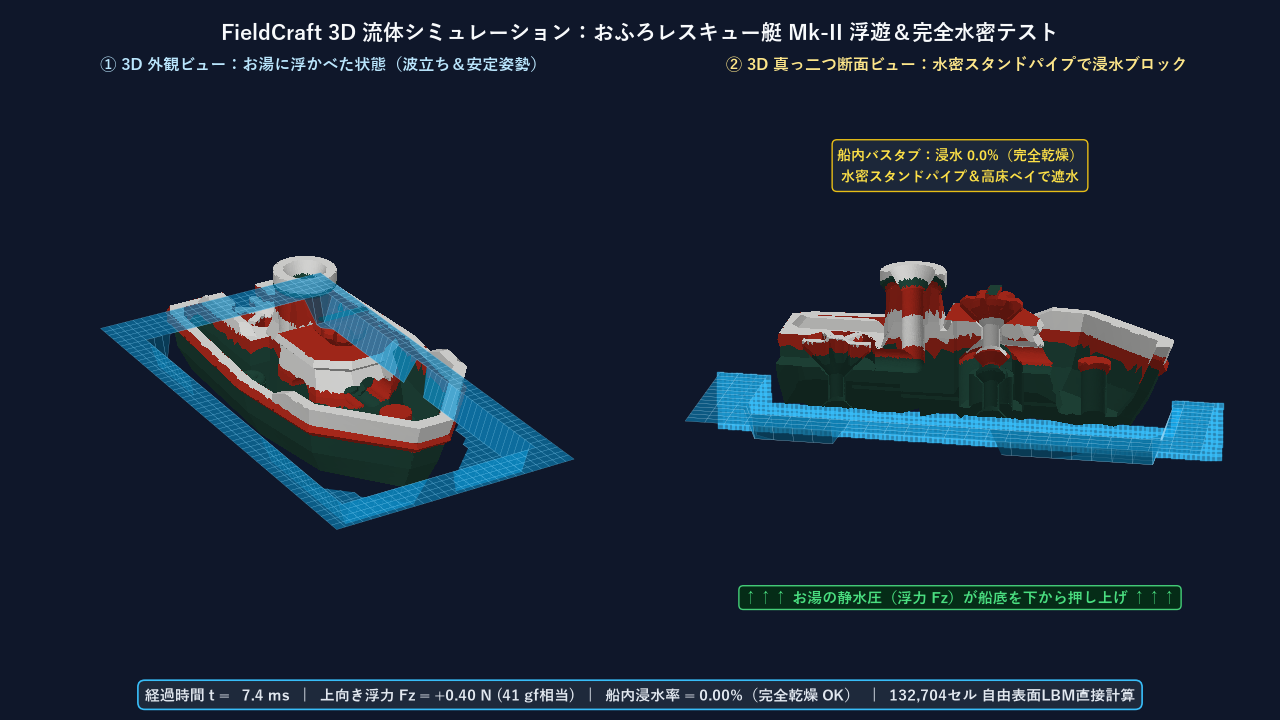 FieldCraft 3D 流体シミュレーション：おふろレスキュー艇 Mk-II 浮遊＆完全水密テスト
① 3D 外観ビュー：お湯に浮かべた状態（波立ち＆安定姿勢）
② 3D 真っ二つ断面ビュー：水密スタンドパイプで浸水ブロック
船内バスタブ：浸水 0.0%（完全乾燥）
水密スタンドパイプ＆高床ベイで遮水
↑ ↑ ↑ お湯の静水圧（浮力 Fz）が船底を下から押し上げ ↑ ↑ ↑
経過時間 t = 7.4 ms ｜ 上向き浮力 Fz = +0.40 N (41 gf相当) ｜ 船内浸水率 = 0.00%（完全乾燥 OK） ｜ 132,704セル 自由表面LBM直接計算